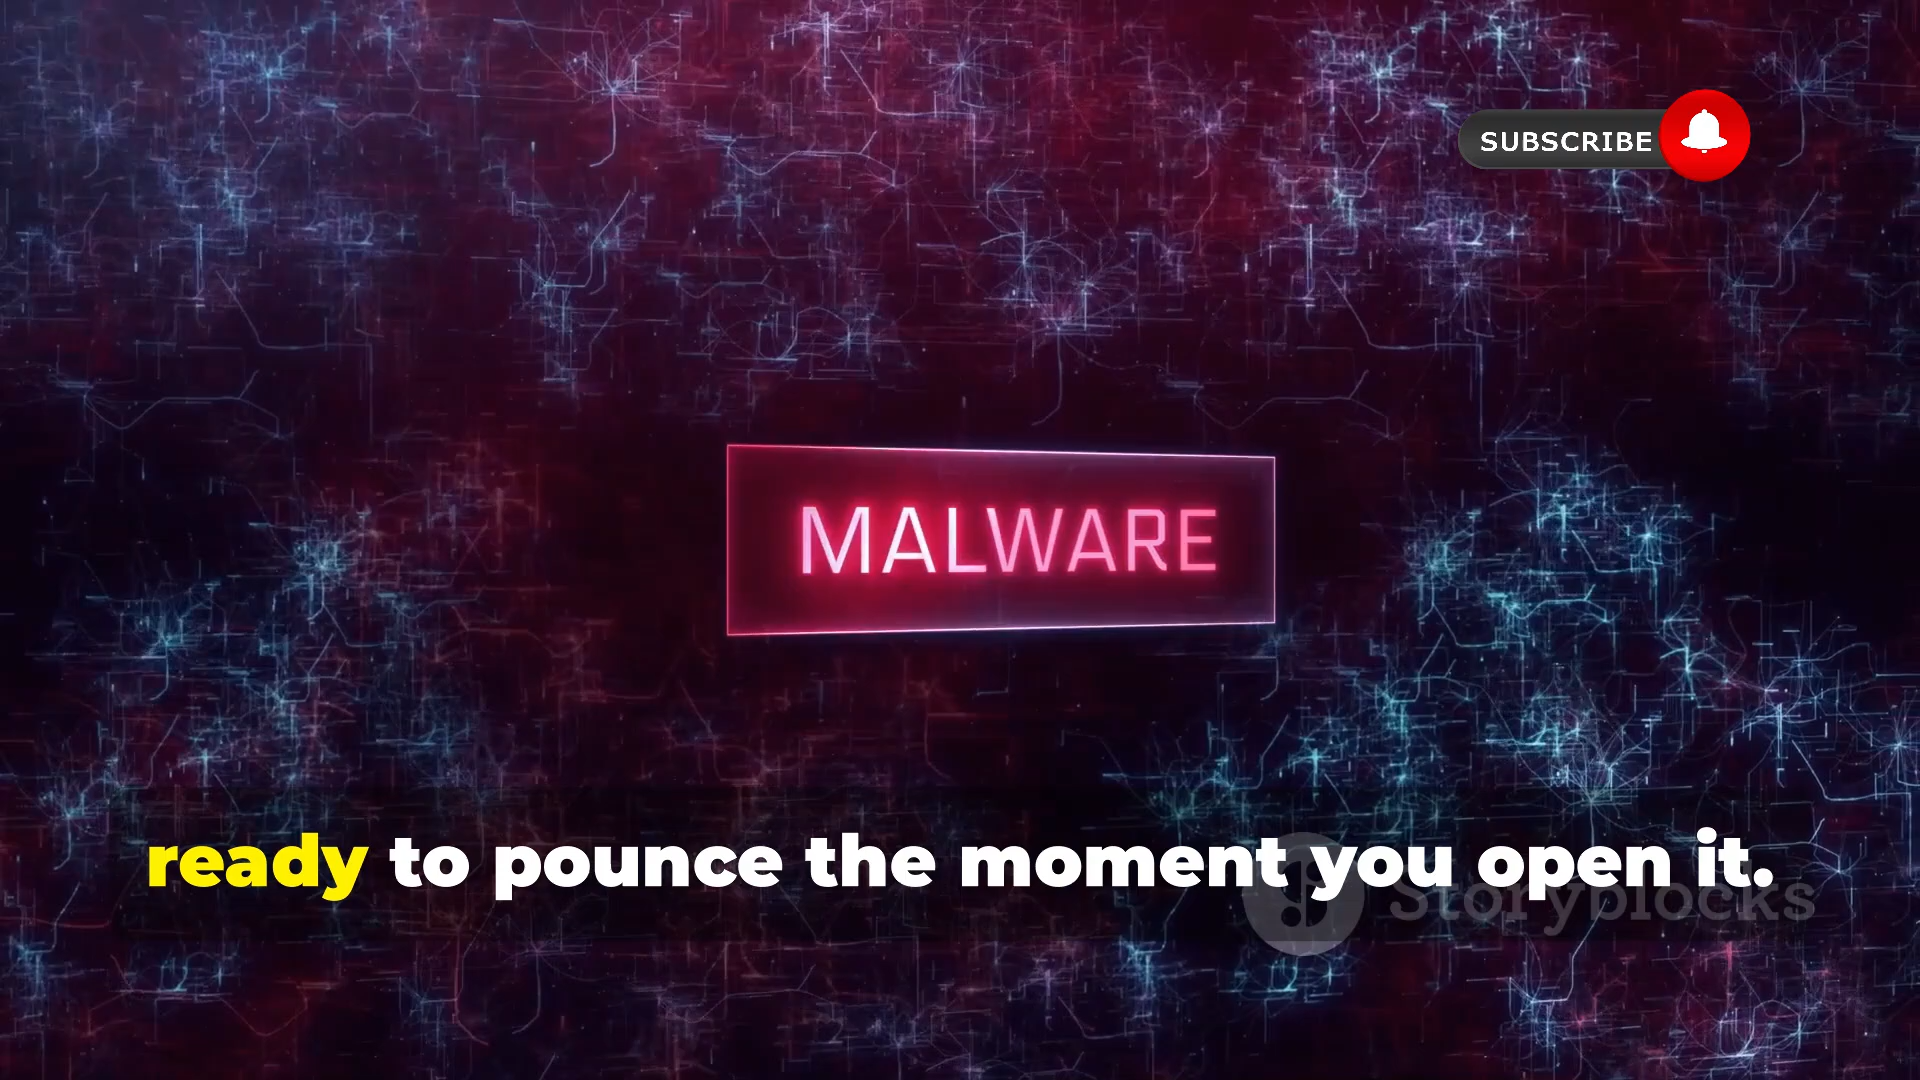 SUBSCRIBE
MALWARE
ready to pounce the moment you open it.
Storyblocks